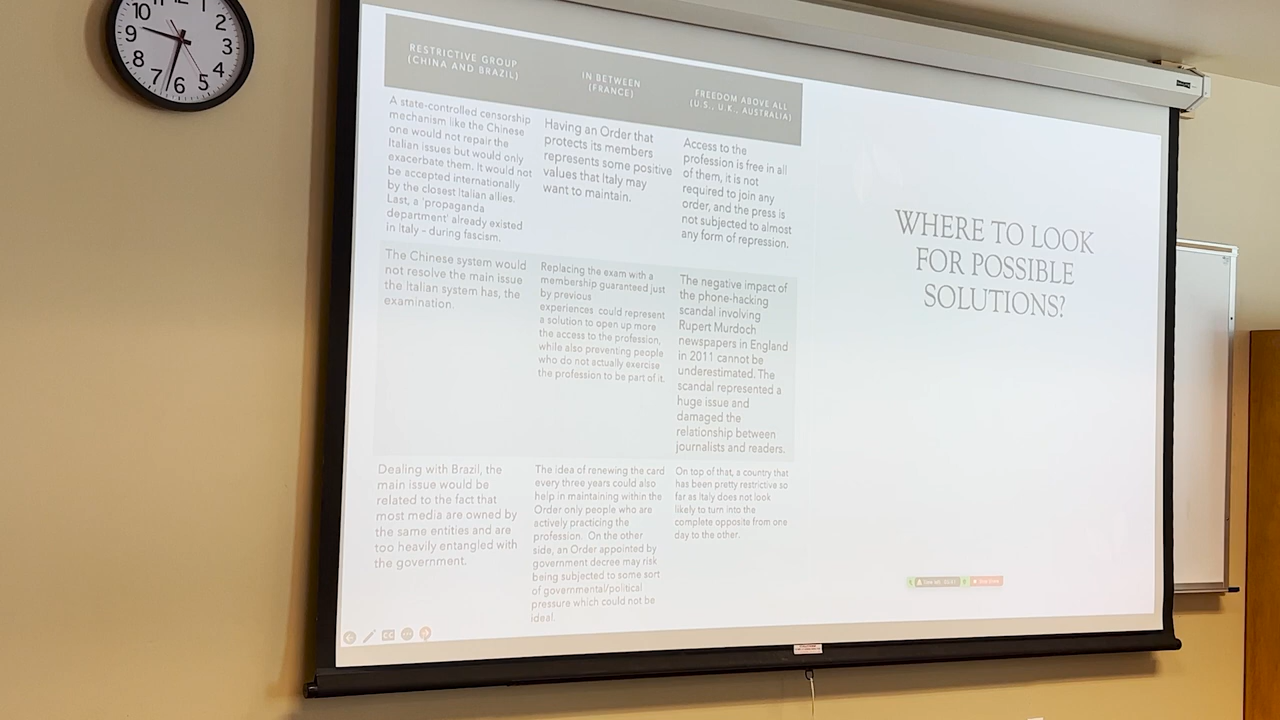 10
12
1
9
2
3
8
4
7
6
5
RESTRICTIVE GROUP
(CHINA AND BRAZIL)
IN BETWEEN
(FRANCE)
FREEDOM ABOVE ALL
(U.S., U.K., AUSTRALIA)
A state-controlled censorship
mechanism like the Chinese
one would not repair the
Italian issues but would only
exacerbate them. It would not
be accepted internationally
by the closest Italian allies.
Last, a 'propaganda
department' already existed
in Italy – during fascism.
Having an Order that
protects its members
represents some positive
values that Italy may
want to maintain.
Access to the
profession is free in all
of them, it is not
required to join any
order, and the press is
not subjected to almost
any form of repression.
The Chinese system would
not resolve the main issue
the Italian system has, the
examination.
Replacing the exam with a
membership guaranteed just
by previous
experiences could represent
a solution to open up more
the access to the profession,
while also preventing people
who do not actually exercise
the profession to be part of it.
The negative impact of
the phone-hacking
scandal involving
Rupert Murdoch
newspapers in England
in 2011 cannot be
underestimated. The
scandal represented a
huge issue and
damaged the
relationship between
journalists and readers.
Dealing with Brazil, the
main issue would be
related to the fact that
most media are owned by
the same entities and are
too heavily entangled with
the government.
The idea of renewing the card
every three years could also
help in maintaining within the
Order only people who are
actively practicing the
profession. On the other
side, an Order appointed by
government decree may risk
being subjected to some sort
of governmental/political
pressure which could not be
ideal.
On top of that, a country that
has been pretty restrictive so
far as Italy does not look
likely to turn into the
complete opposite from one
day to the other.
WHERE TO LOOK
FOR POSSIBLE
SOLUTIONS?
CC